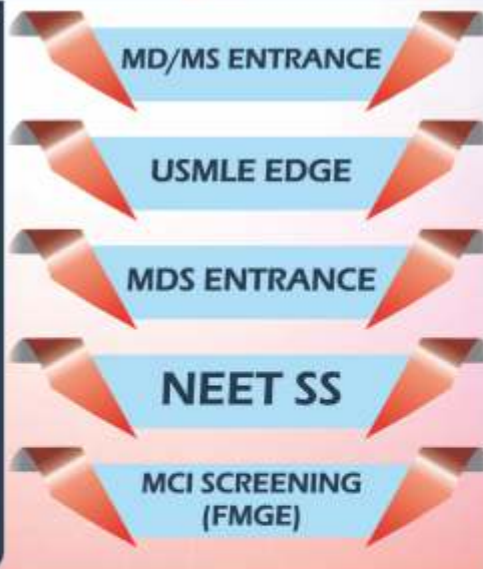 MD/MS ENTRANCE
USMLE EDGE
MDS ENTRANCE
NEET SS
MCI SCREENING
(FMGE)